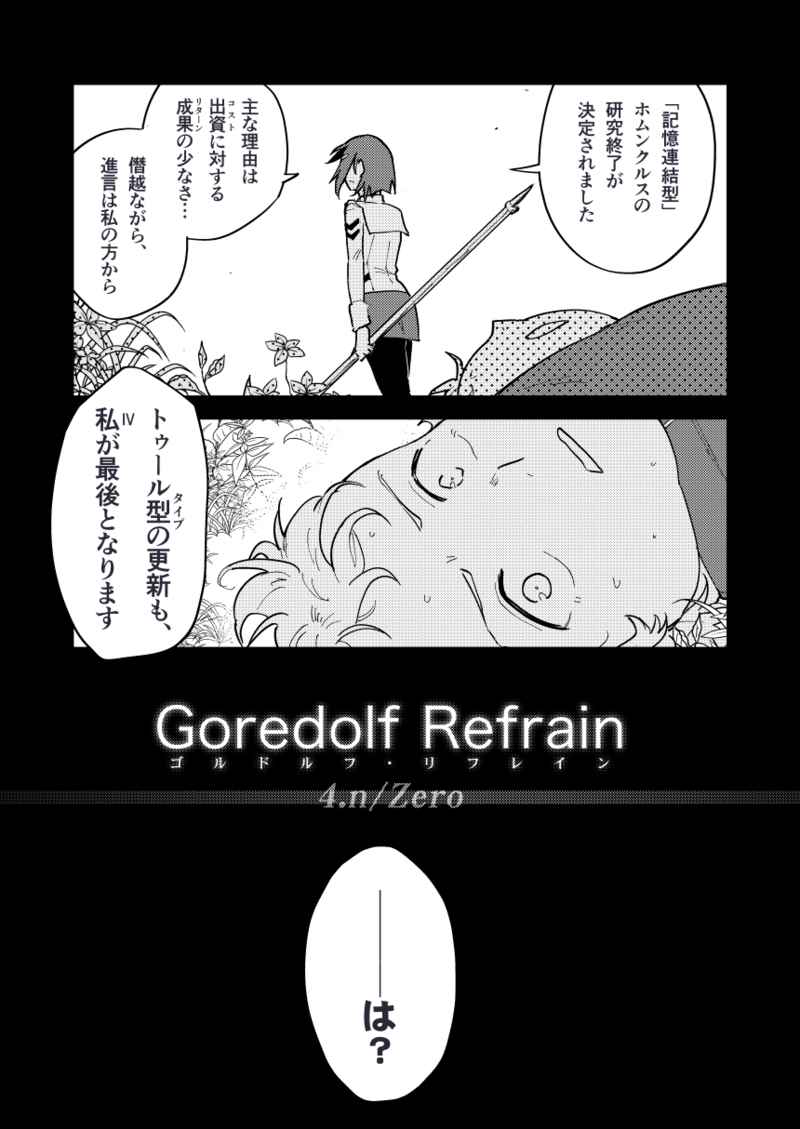 「記憶連結型」
ホムンクルスの
研究終了が
決定されました
主な理由は
出資に対する
コスト
成果の少なさ…
リターン
僭越ながら、
進言は私の方から
トゥール型の更新も、
タイプ
Ⅳ
私が最後となります
Goredolf Refrain
ゴルドルフ・リフレイン
4.n/Zero
──は？